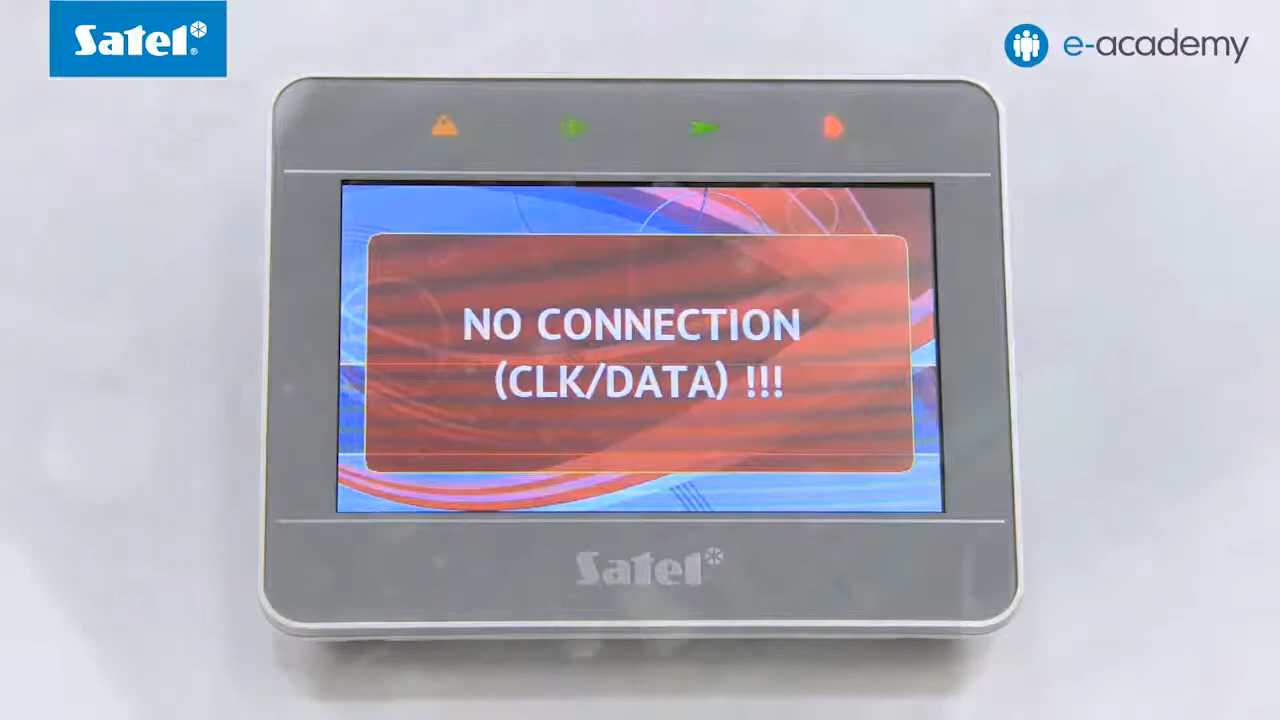 Satel®
e-academy
NO CONNECTION
(CLK/DATA) !!!
Satel